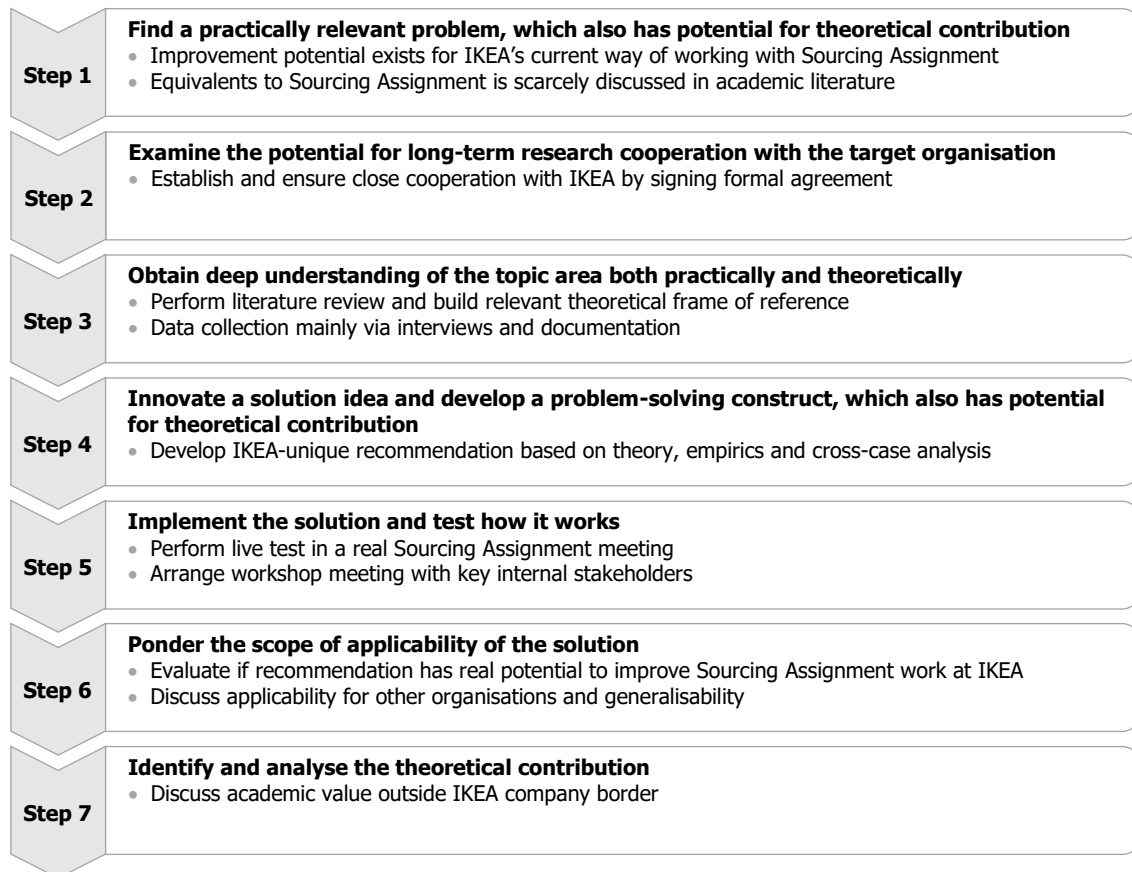 Step 1
Find a practically relevant problem, which also has potential for theoretical contribution
• Improvement potential exists for IKEA's current way of working with Sourcing Assignment
• Equivalents to Sourcing Assignment is scarcely discussed in academic literature
Step 2
Examine the potential for long-term research cooperation with the target organisation
• Establish and ensure close cooperation with IKEA by signing formal agreement
Step 3
Obtain deep understanding of the topic area both practically and theoretically
• Perform literature review and build relevant theoretical frame of reference
• Data collection mainly via interviews and documentation
Step 4
Innovate a solution idea and develop a problem-solving construct, which also has potential
for theoretical contribution
• Develop IKEA-unique recommendation based on theory, empirics and cross-case analysis
Step 5
Implement the solution and test how it works
• Perform live test in a real Sourcing Assignment meeting
• Arrange workshop meeting with key internal stakeholders
Step 6
Ponder the scope of applicability of the solution
• Evaluate if recommendation has real potential to improve Sourcing Assignment work at IKEA
• Discuss applicability for other organisations and generalisability
Step 7
Identify and analyse the theoretical contribution
• Discuss academic value outside IKEA company border